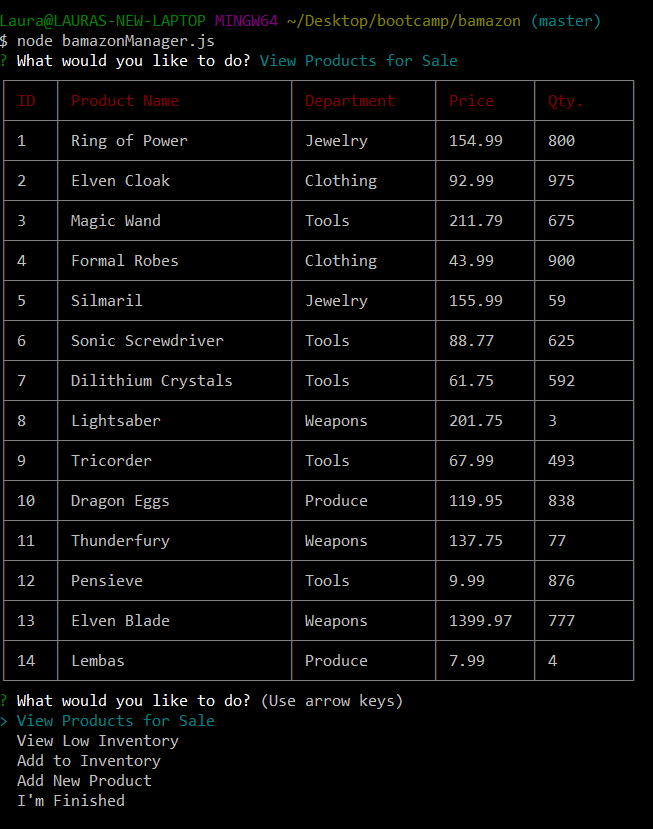 Laura@LAURAS-NEW-LAPTOP MINGW64 ~/Desktop/bootcamp/bamazon (master)
$ node bamazonManager.js
? What would you like to do? View Products for Sale
ID Product Name Department Price Qty.
1 Ring of Power Jewelry 154.99 800
2 Elven Cloak Clothing 92.99 975
3 Magic Wand Tools 211.79 675
4 Formal Robes Clothing 43.99 900
5 Silmaril Jewelry 155.99 59
6 Sonic Screwdriver Tools 88.77 625
7 Dilithium Crystals Tools 61.75 592
8 Lightsaber Weapons 201.75 3
9 Tricorder Tools 67.99 493
10 Dragon Eggs Produce 119.95 838
11 Thunderfury Weapons 137.75 77
12 Pensieve Tools 9.99 876
13 Elven Blade Weapons 1399.97 777
14 Lembas Produce 7.99 4
? What would you like to do? (Use arrow keys)
> View Products for Sale
View Low Inventory
Add to Inventory
Add New Product
I'm Finished